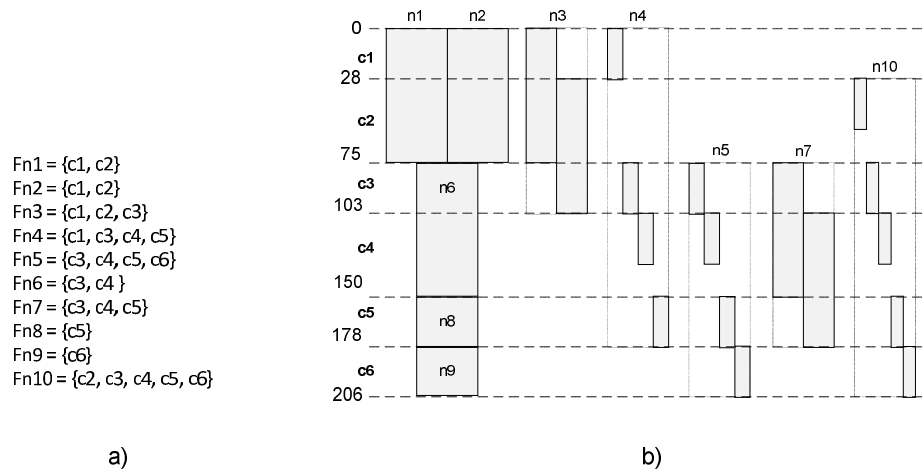 Fn1 = {c1, c2}
Fn2 = {c1, c2}
Fn3 = {c1, c2, c3}
Fn4 = {c1, c3, c4, c5}
Fn5 = {c3, c4, c5, c6}
Fn6 = {c3, c4 }
Fn7 = {c3, c4, c5}
Fn8 = {c5}
Fn9 = {c6}
Fn10 = {c2, c3, c4, c5, c6}
a)
n1 n2 n3 n4
0
c1
28 n10
c2
75 n5 n7
c3 n6
103
c4
150
c5 n8
178
c6 n9
206
b)